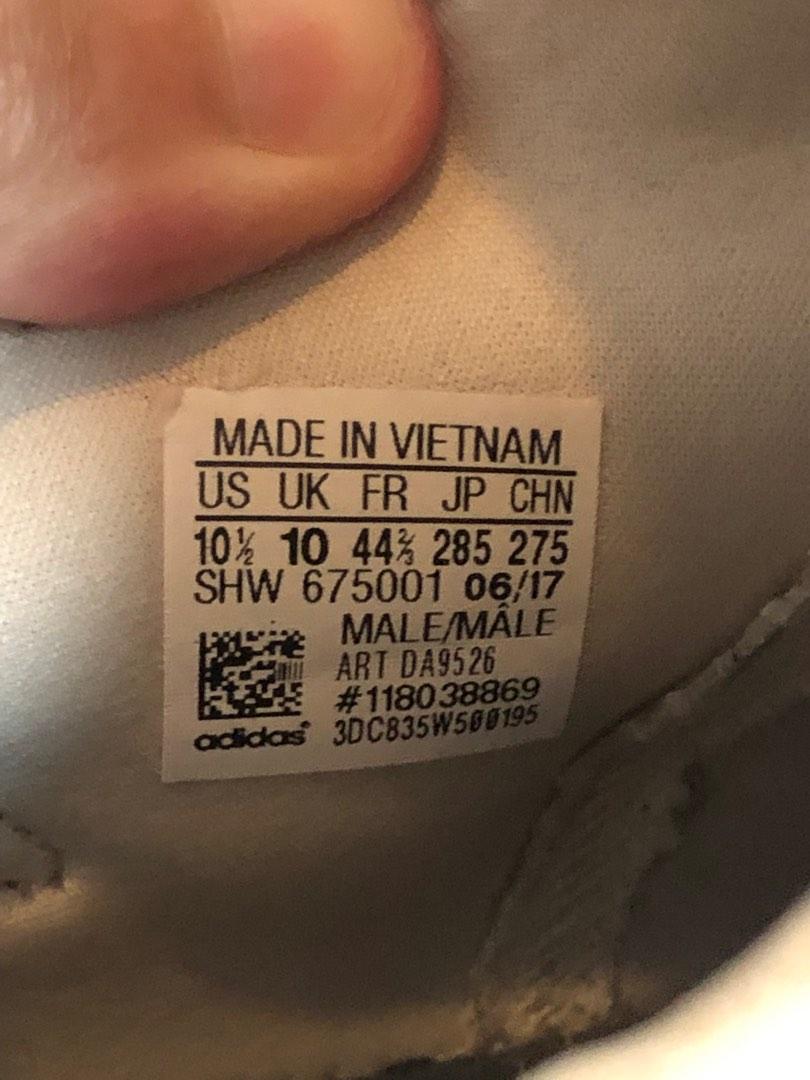 MADE IN VIETNAM
US UK FR JP CHN
10½ 10 44⅔ 285 275
SHW 675001 06/17
MALE/MÂLE
ART DA9526
#118038869
adidas® 3DC835W500195